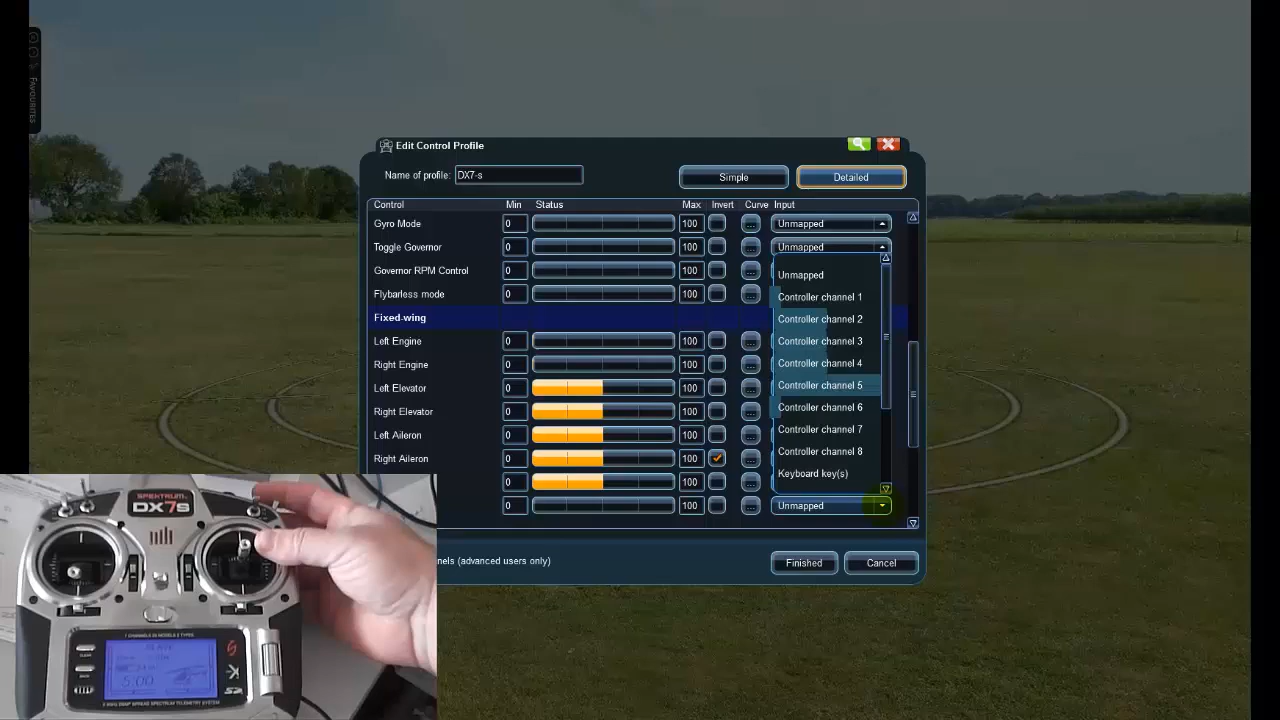 FAVOURITES
Edit Control Profile
Name of profile: DX7-s Simple Detailed
Control Min Status Max Invert Curve Input
Gyro Mode 0 100 ... Unmapped
Toggle Governor 0 100 ... Unmapped
Governor RPM Control 0 100 ...
Flybarless mode 0 100 ...
Fixed-wing
Left Engine 0 100 ...
Right Engine 0 100 ...
Left Elevator 0 100 ...
Right Elevator 0 100 ...
Left Aileron 0 100 ...
Right Aileron 0 100 ...
0 100 ...
0 100 ... Unmapped
Unmapped
Controller channel 1
Controller channel 2
Controller channel 3
Controller channel 4
Controller channel 5
Controller channel 6
Controller channel 7
Controller channel 8
Keyboard key(s)
nels (advanced users only)
Finished Cancel
SPEKTRUM
DX7S
5:00